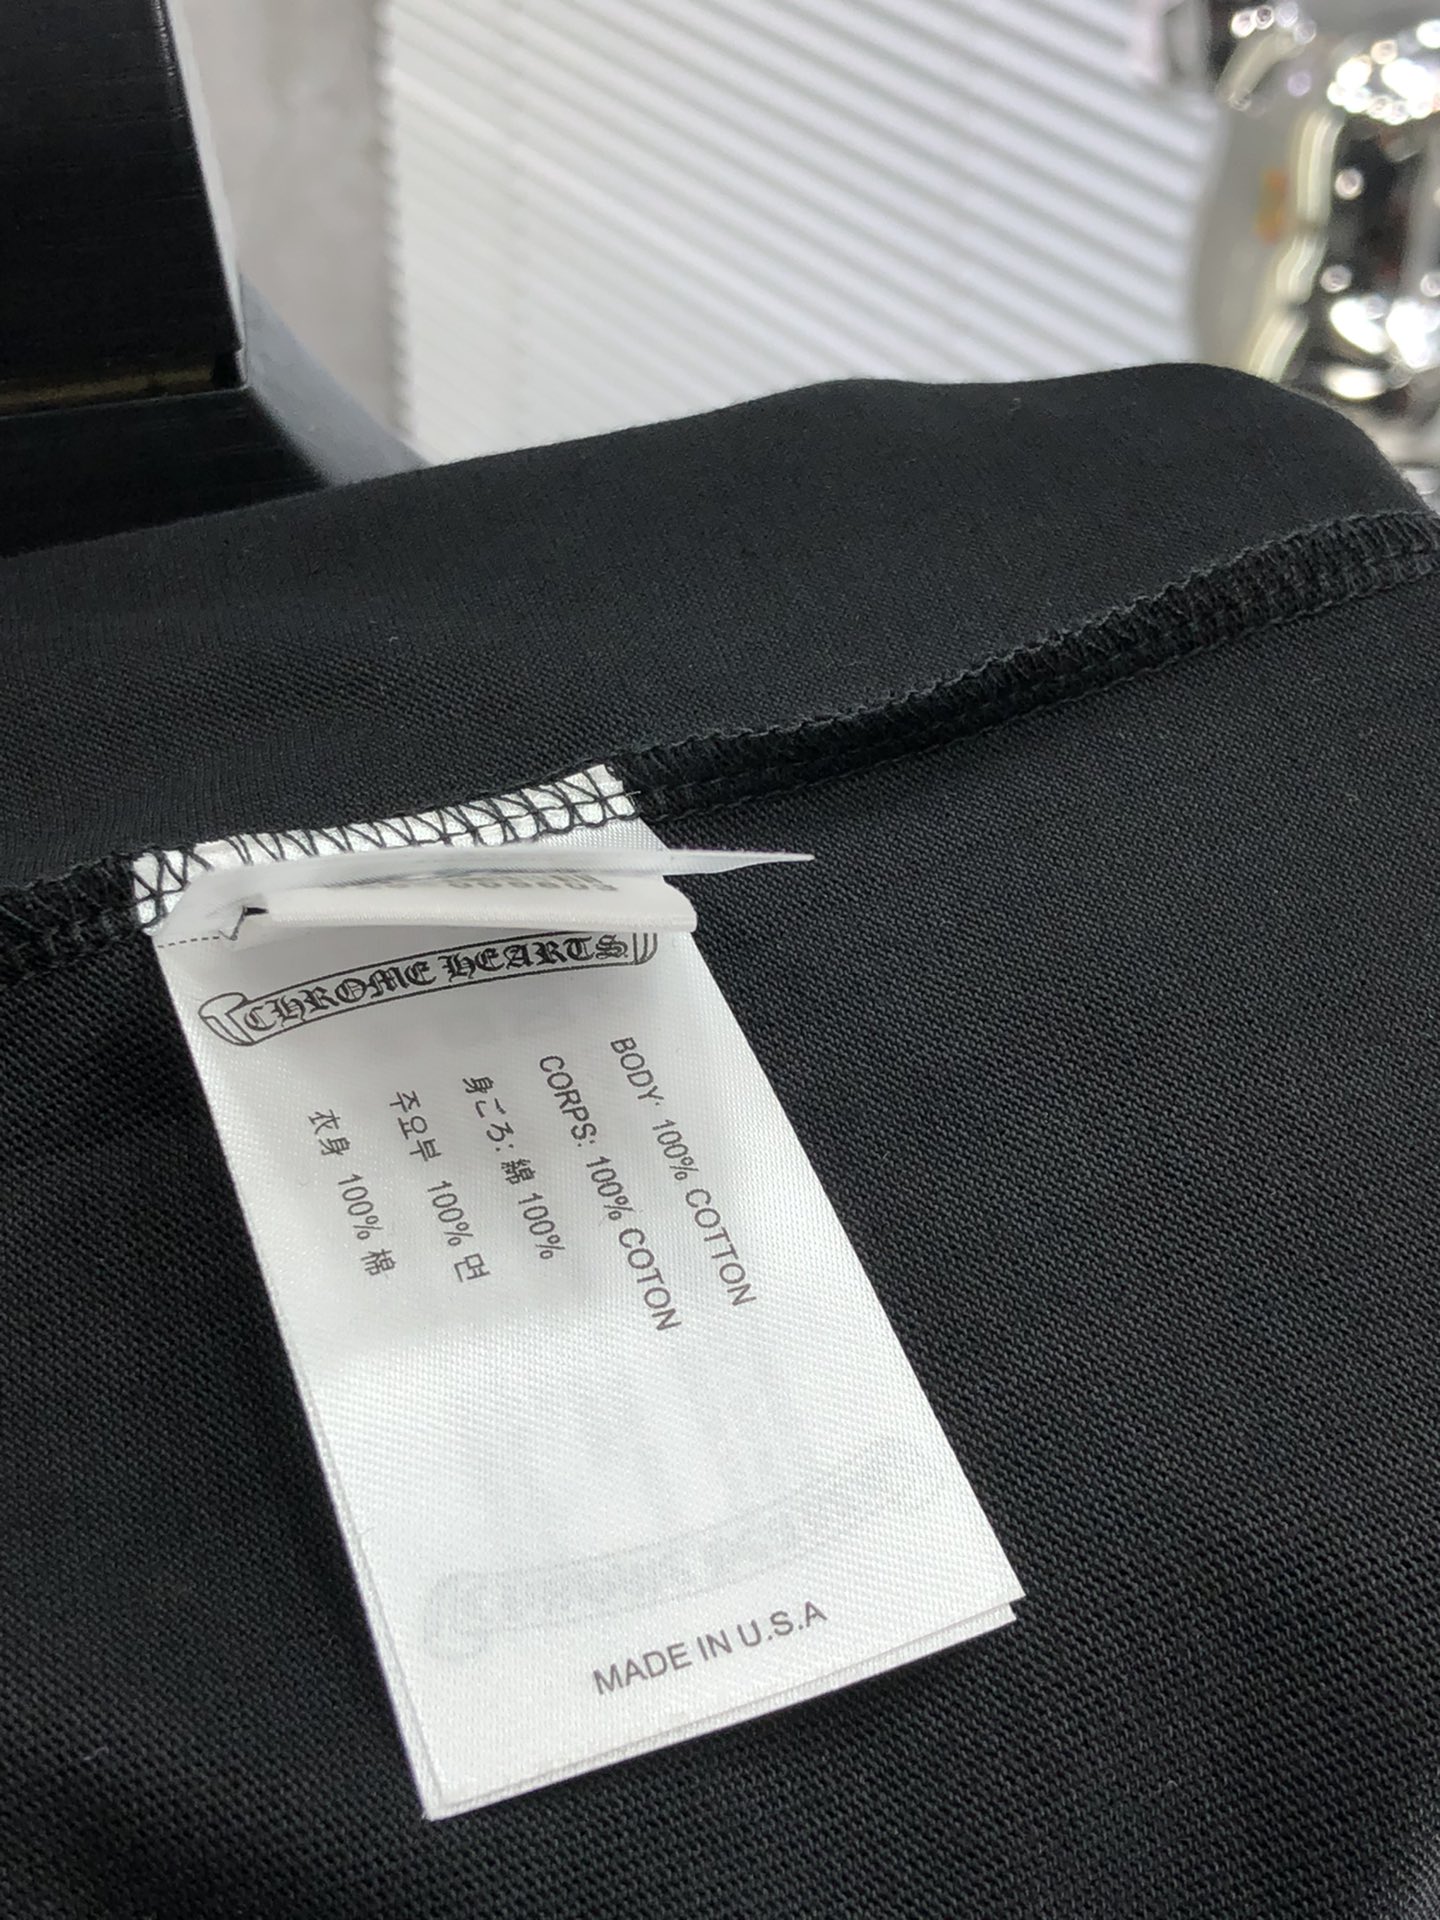 CHROME HEARTS
BODY: 100% COTTON
CORPS: 100% COTON
身ごろ: 綿 100%
주요부 100% 면
衣身 100% 棉
MADE IN U.S.A